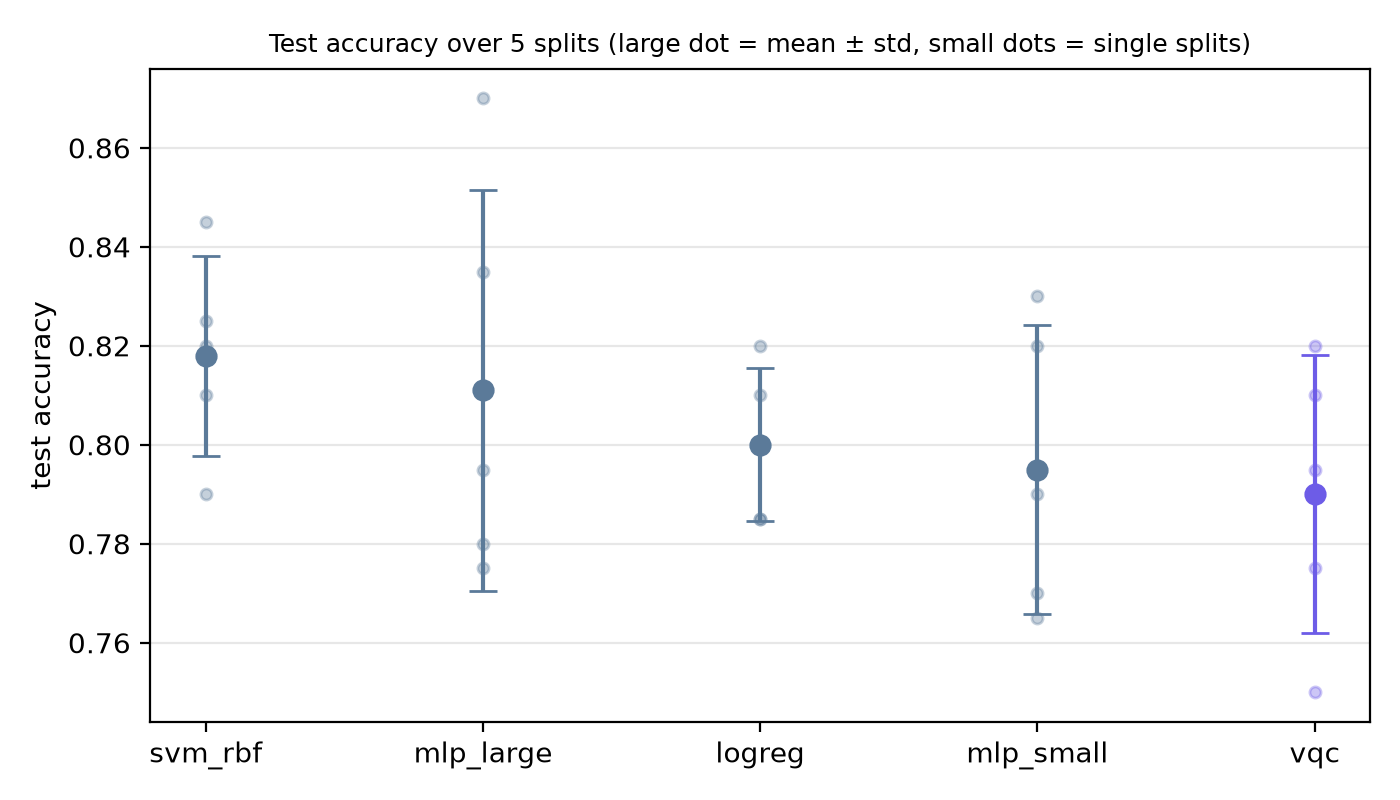 Test accuracy over 5 splits (large dot = mean ± std, small dots = single splits)
test accuracy
0.86
0.84
0.82
0.80
0.78
0.76
svm_rbf mlp_large logreg mlp_small vqc